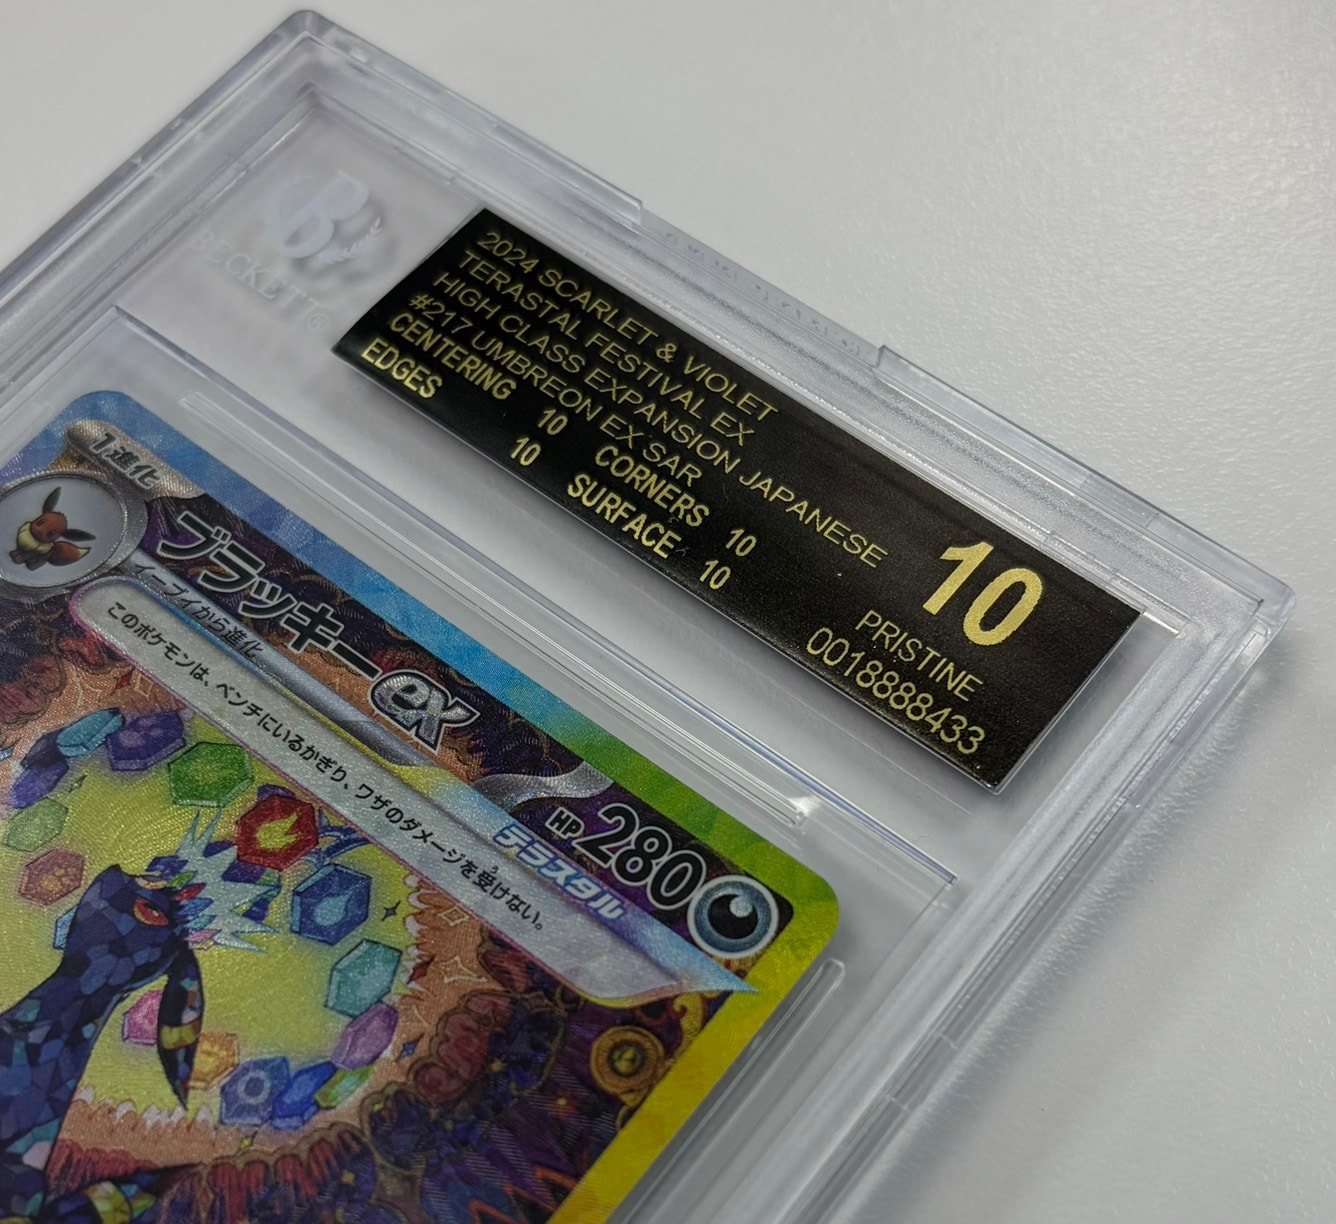 BECKETT®
2024 SCARLET & VIOLET
TERASTAL FESTIVAL EX
HIGH CLASS EXPANSION JAPANESE
#217 UMBREON EX SAR
CENTERING 10 CORNERS 10
EDGES 10 SURFACE 10
10
PRISTINE
0018888433
1進化
ブラッキーex
HP280
イーブイから進化
テラスタル
このポケモンは、ベンチにいるかぎり、ワザのダメージを受けない。